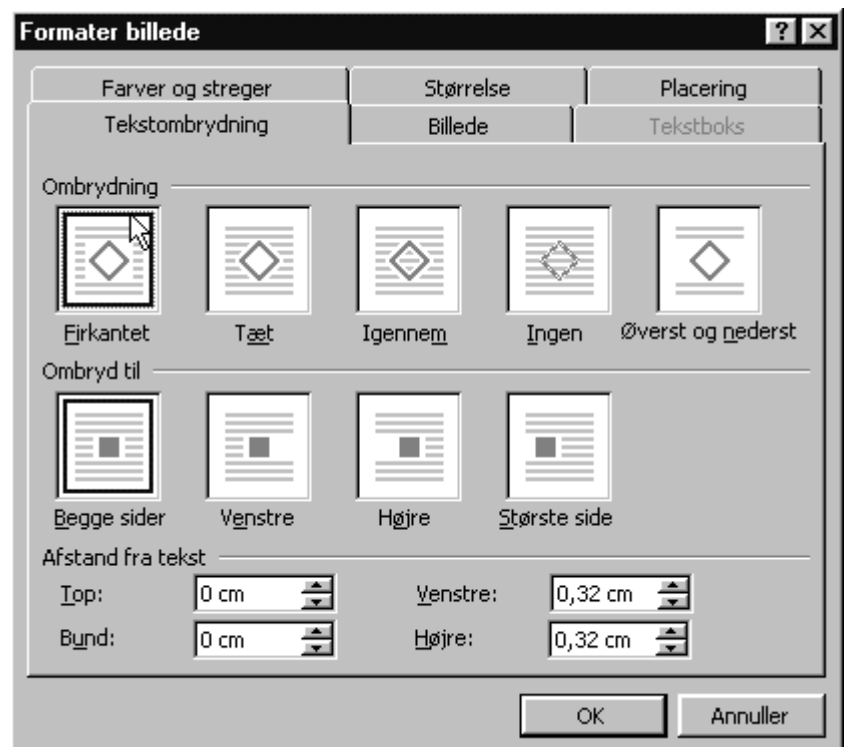 Formater billede
Farver og streger Størrelse Placering
Tekstombrydning Billede Tekstboks
Ombrydning
Firkantet Tæt Igennem Ingen Øverst og nederst
Ombryd til
Begge sider Venstre Højre Største side
Afstand fra tekst
Top: 0 cm Venstre: 0,32 cm
Bund: 0 cm Højre: 0,32 cm
OK Annuller